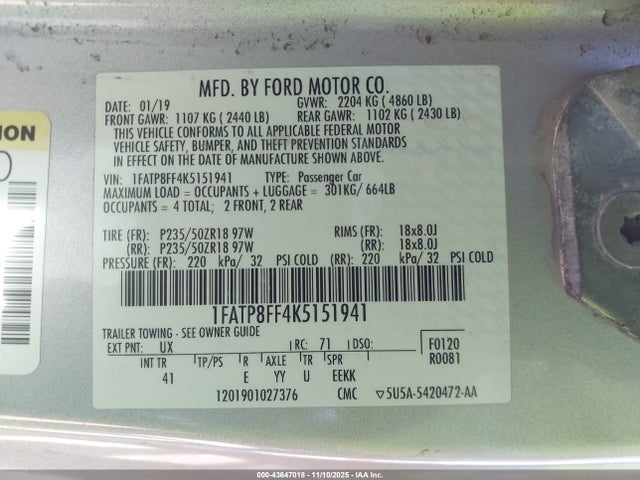 MFD. BY FORD MOTOR CO.
DATE: 01/19 GVWR: 2204 KG ( 4860 LB)
FRONT GAWR: 1107 KG ( 2440 LB) REAR GAWR: 1102 KG ( 2430 LB)
THIS VEHICLE CONFORMS TO ALL APPLICABLE FEDERAL MOTOR
VEHICLE SAFETY, BUMPER, AND THEFT PREVENTION STANDARDS
IN EFFECT ON THE DATE OF MANUFACTURE SHOWN ABOVE.
VIN: 1FATP8FF4K5151941 TYPE: Passenger Car
MAXIMUM LOAD = OCCUPANTS + LUGGAGE = 301KG/ 664LB
OCCUPANTS = 4 TOTAL; 2 FRONT, 2 REAR
TIRE (FR): P235/50ZR18 97W RIMS (FR): 18x8.0J
(RR): P235/50ZR18 97W (RR): 18x8.0J
PRESSURE (FR) 220 kPa/ 32 PSI COLD (RR): 220 kPa/ 32 PSI COLD
1FATP8FF4K5151941
TRAILER TOWING - SEE OWNER GUIDE
EXT PNT: UX RC: 71 DSO: F0120
INT TR TP/PS R AXLE TR SPR R0081
41 E YY U EEKK
1201901027376 CMC ▽5U5A-5420472-AA
ION
000-43647018 - 11/10/2025 - IAA Inc.